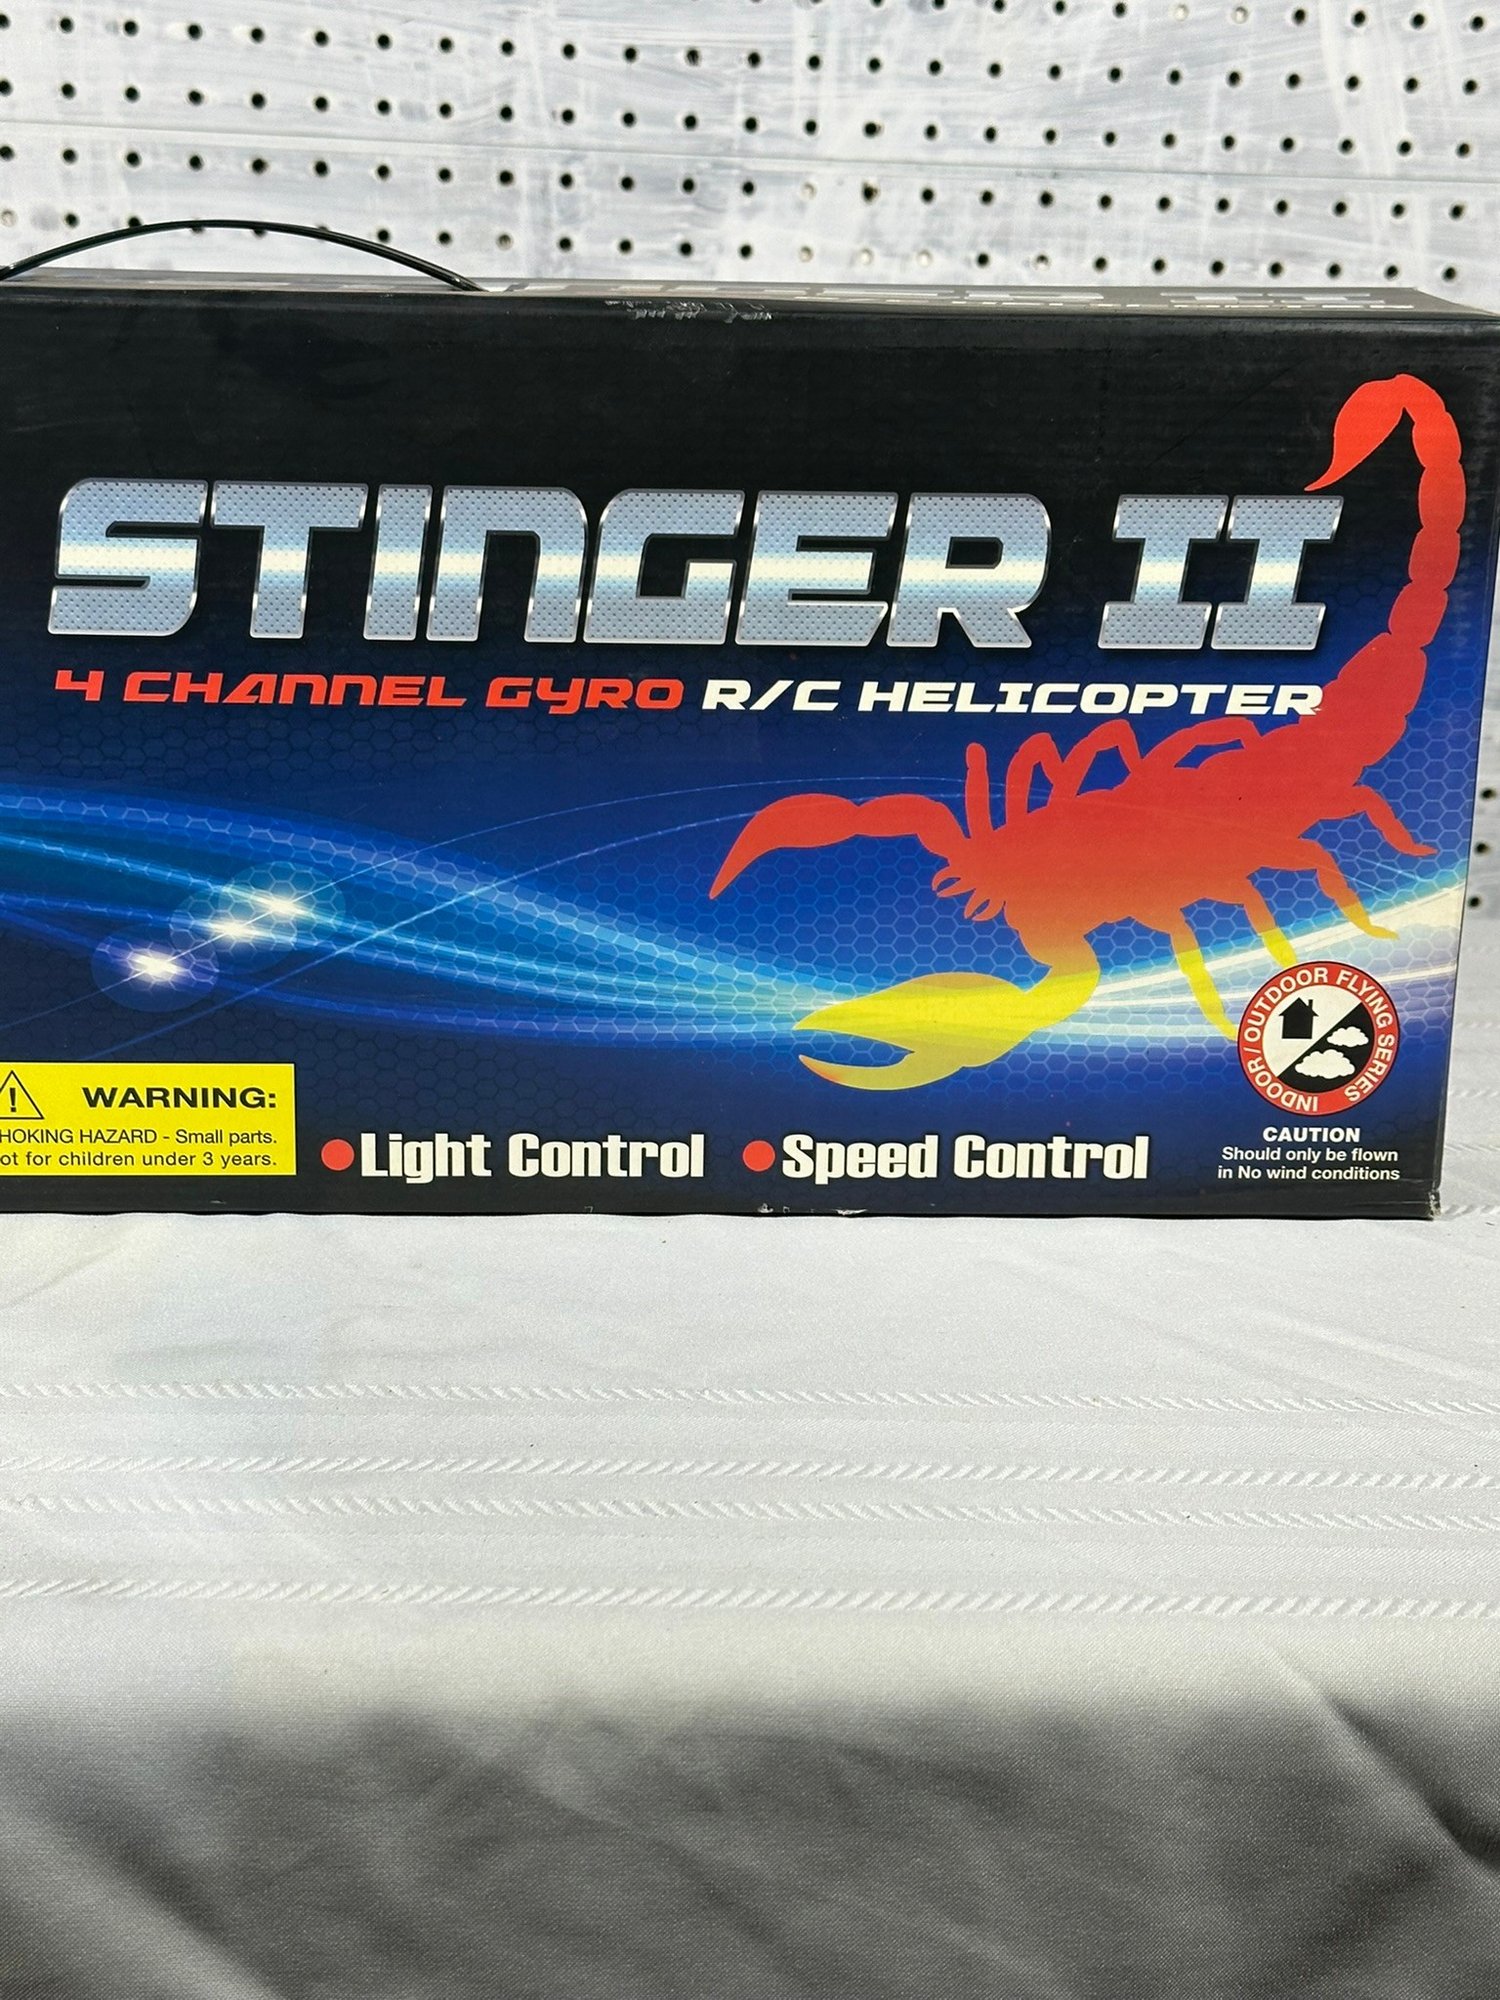 STINGER II
4 CHANNEL GYRO R/C HELICOPTER
INDOOR/OUTDOOR FLYING SERIES
WARNING:
HOKING HAZARD - Small parts.
ot for children under 3 years.
Light Control
Speed Control
CAUTION
Should only be flown
in No wind conditions